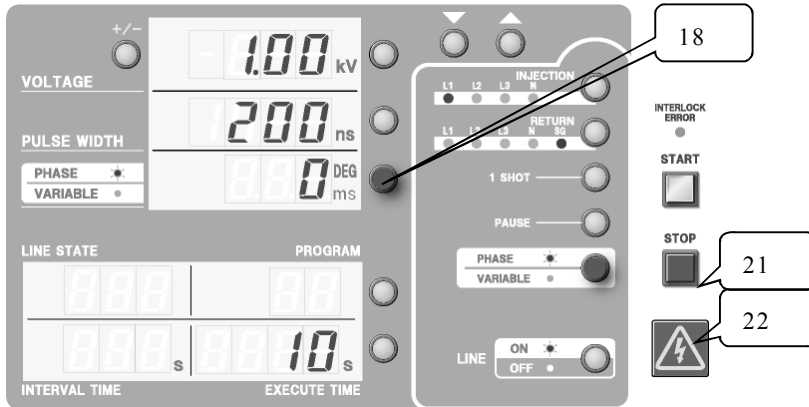 +/−
VOLTAGE
- 1.00 kV
PULSE WIDTH
200 ns
PHASE
VARIABLE
0 DEG
ms
LINE STATE
PROGRAM
s
10 s
INTERVAL TIME
EXECUTE TIME
INJECTION
L1 L2 L3 N
RETURN
L1 L3 N SG
1 SHOT
PAUSE
PHASE
VARIABLE
LINE
ON
OFF
INTERLOCK
ERROR
START
STOP
18
21
22